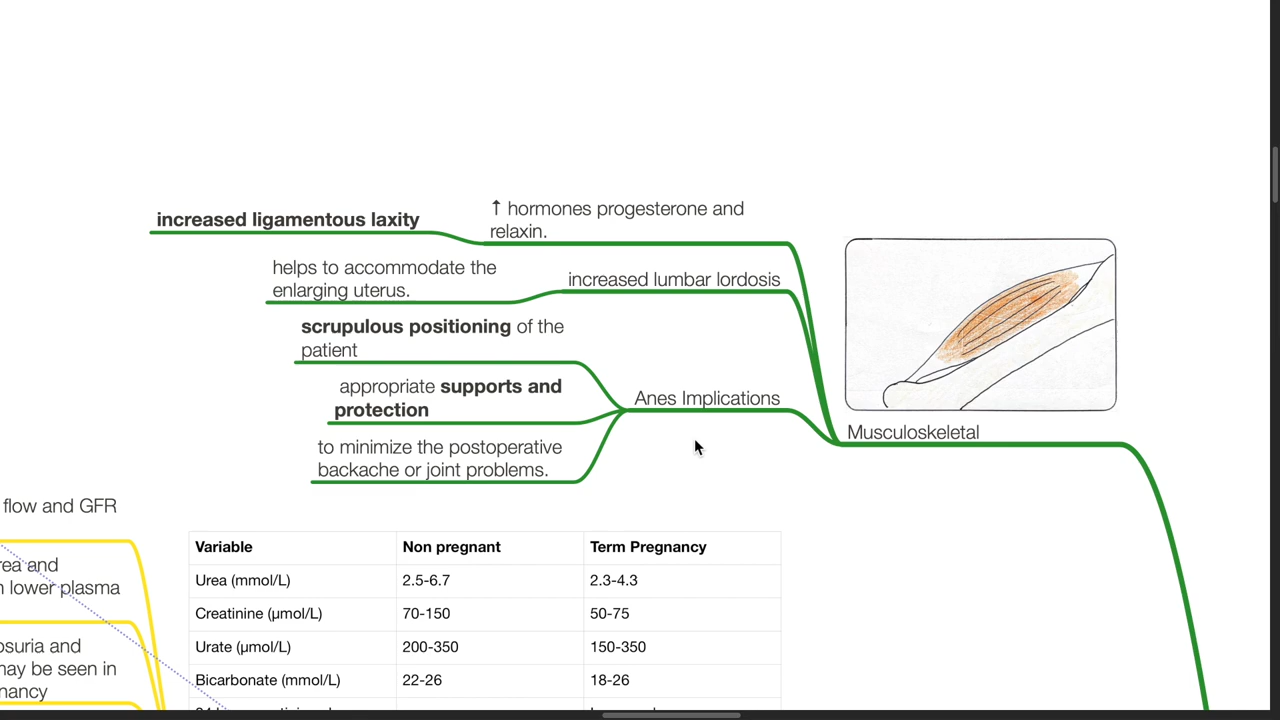 ↑ hormones progesterone and
relaxin.
increased ligamentous laxity
increased lumbar lordosis
helps to accommodate the
enlarging uterus.
Musculoskeletal
Anes Implications
scrupulous positioning of the
patient
appropriate supports and
protection
to minimize the postoperative
backache or joint problems.
flow and GFR
and
lower plasma
and
may be seen in
Variable Non pregnant Term Pregnancy
Urea (mmol/L) 2.5-6.7 2.3-4.3
Creatinine (μmol/L) 70-150 50-75
Urate (μmol/L) 200-350 150-350
Bicarbonate (mmol/L) 22-26 18-26